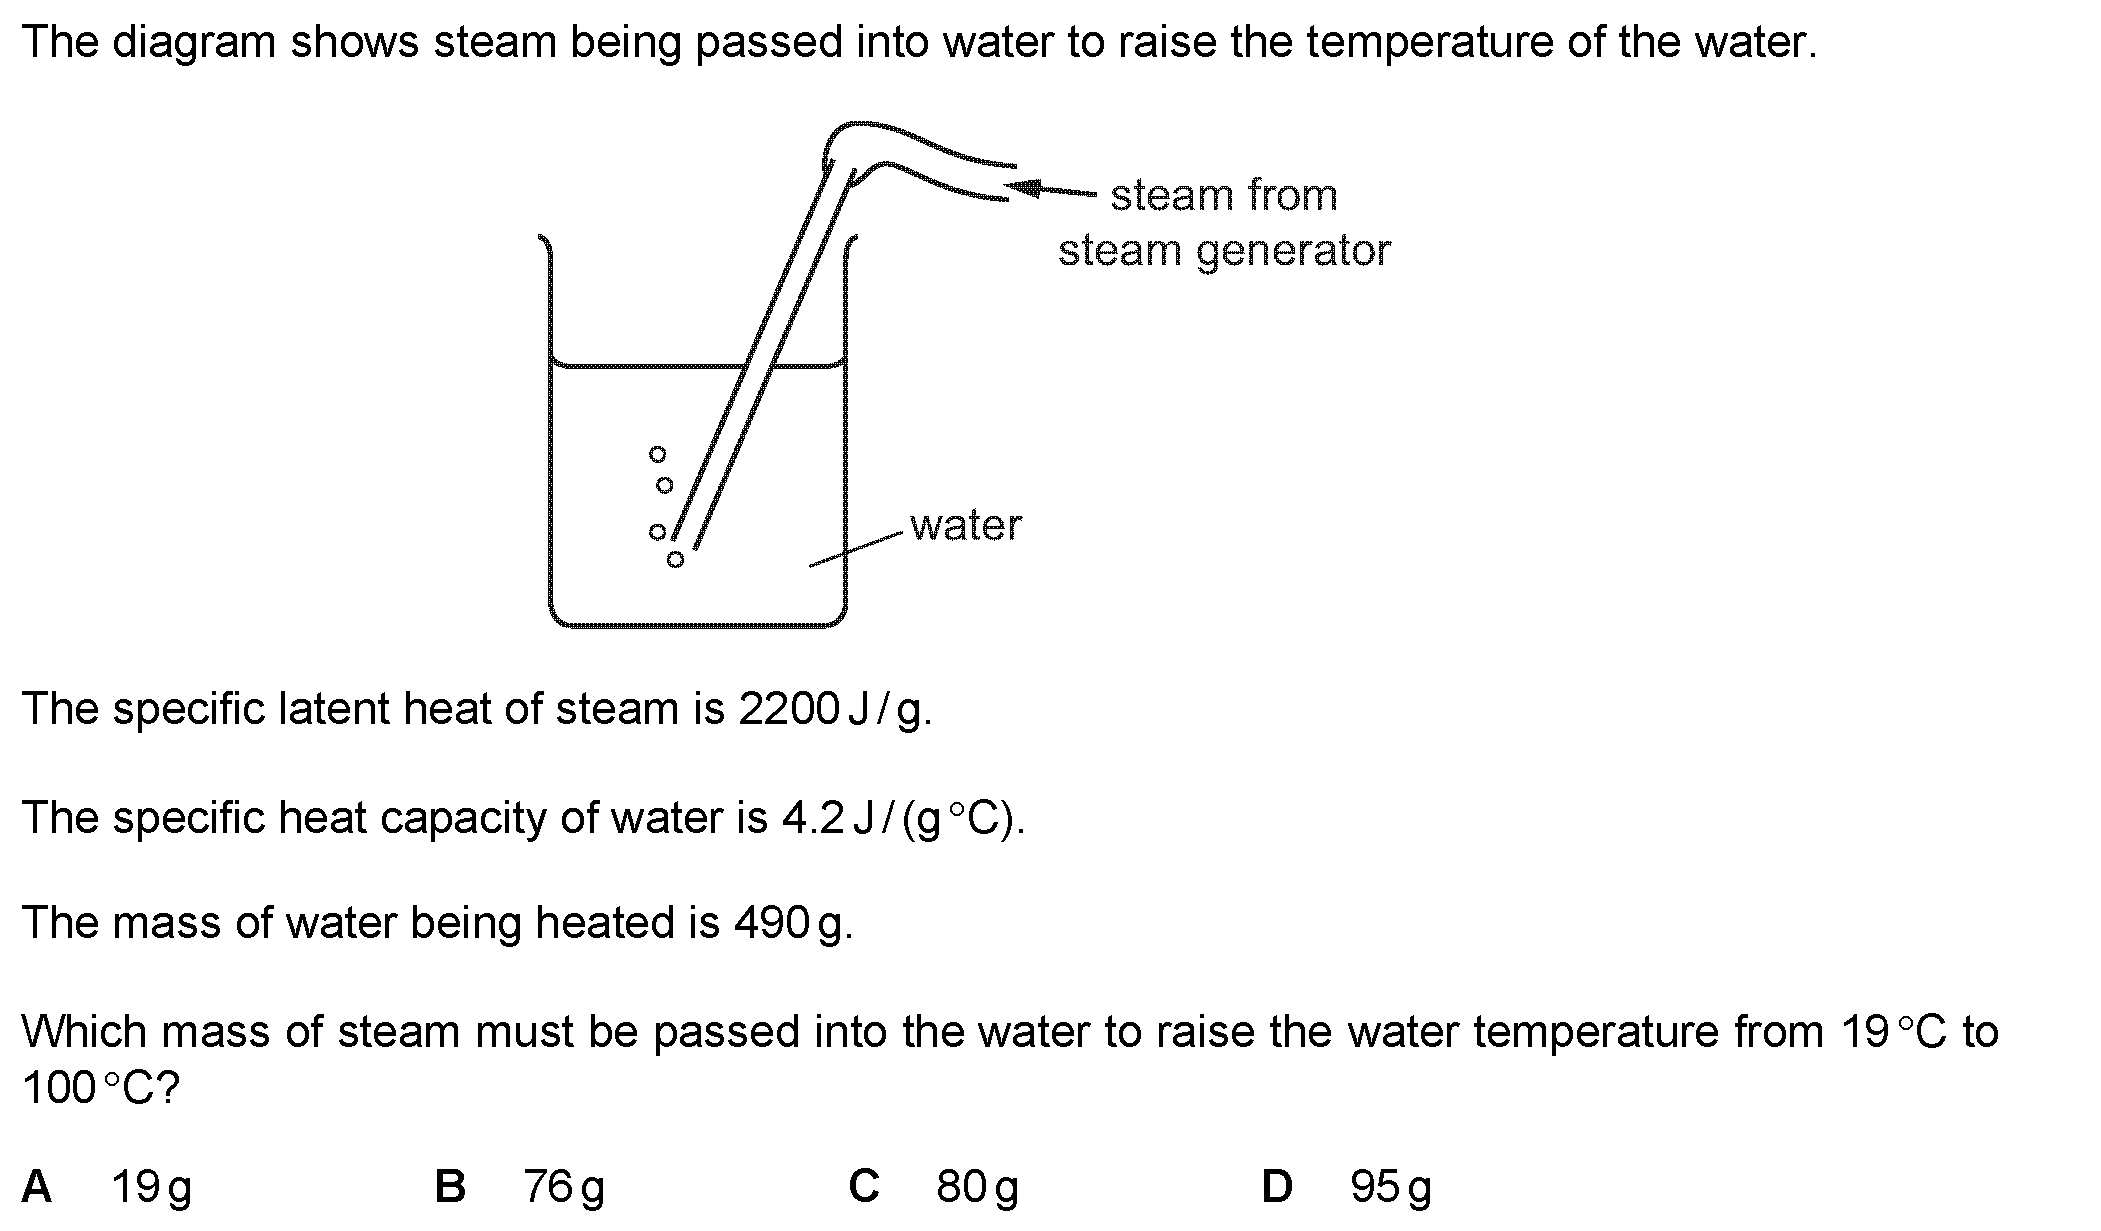 The diagram shows steam being passed into water to raise the temperature of the water.
steam from
steam generator
water
The specific latent heat of steam is 2200 J / g.
The specific heat capacity of water is 4.2 J / (g °C).
The mass of water being heated is 490 g.
Which mass of steam must be passed into the water to raise the water temperature from 19 °C to
100 °C?
A 19 g B 76 g C 80 g D 95 g